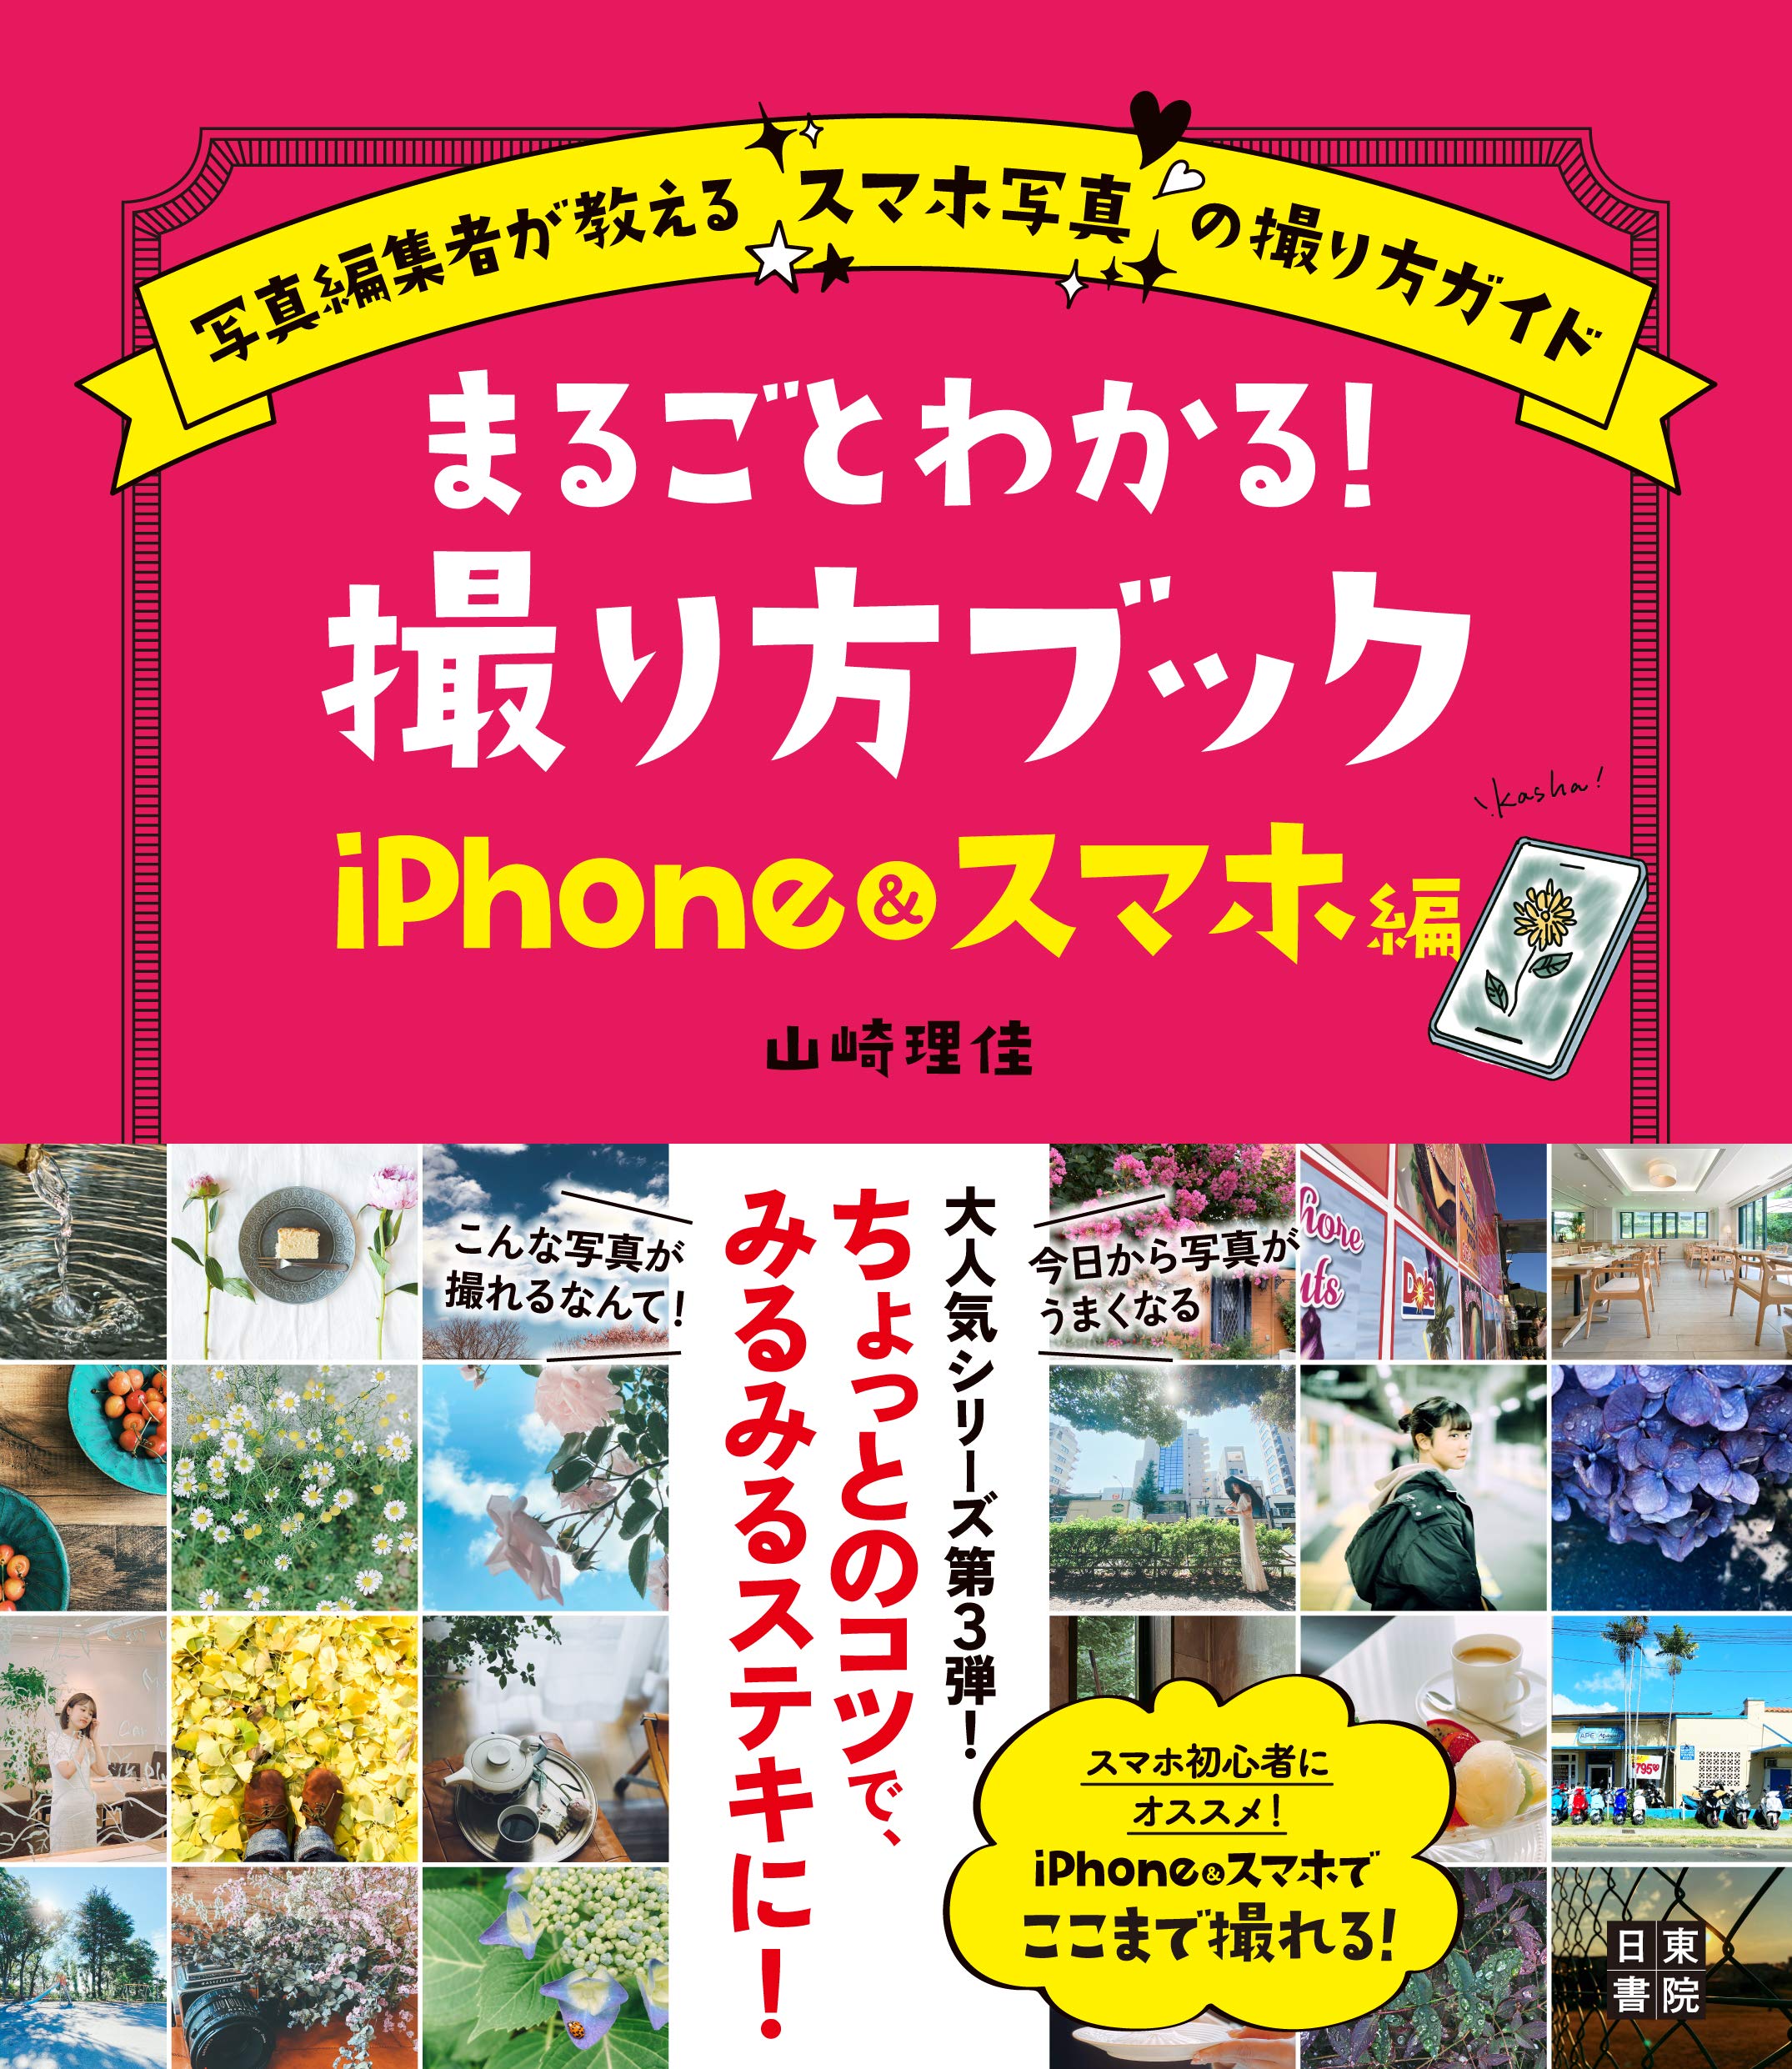 写真編集者が教える スマホ写真 の撮り方ガイド
まるごとわかる!
撮り方ブック
iPhone&スマホ編
kasha!
山崎理佳
大人気シリーズ第3弾!
ちょっとのコツで、
みるみるステキに!
こんな写真が
撮れるなんて!
今日から写真が
うまくなる
hore
uts
Dole
795
スマホ初心者に
オススメ!
iPhone&スマホで
ここまで撮れる!
日東
書院